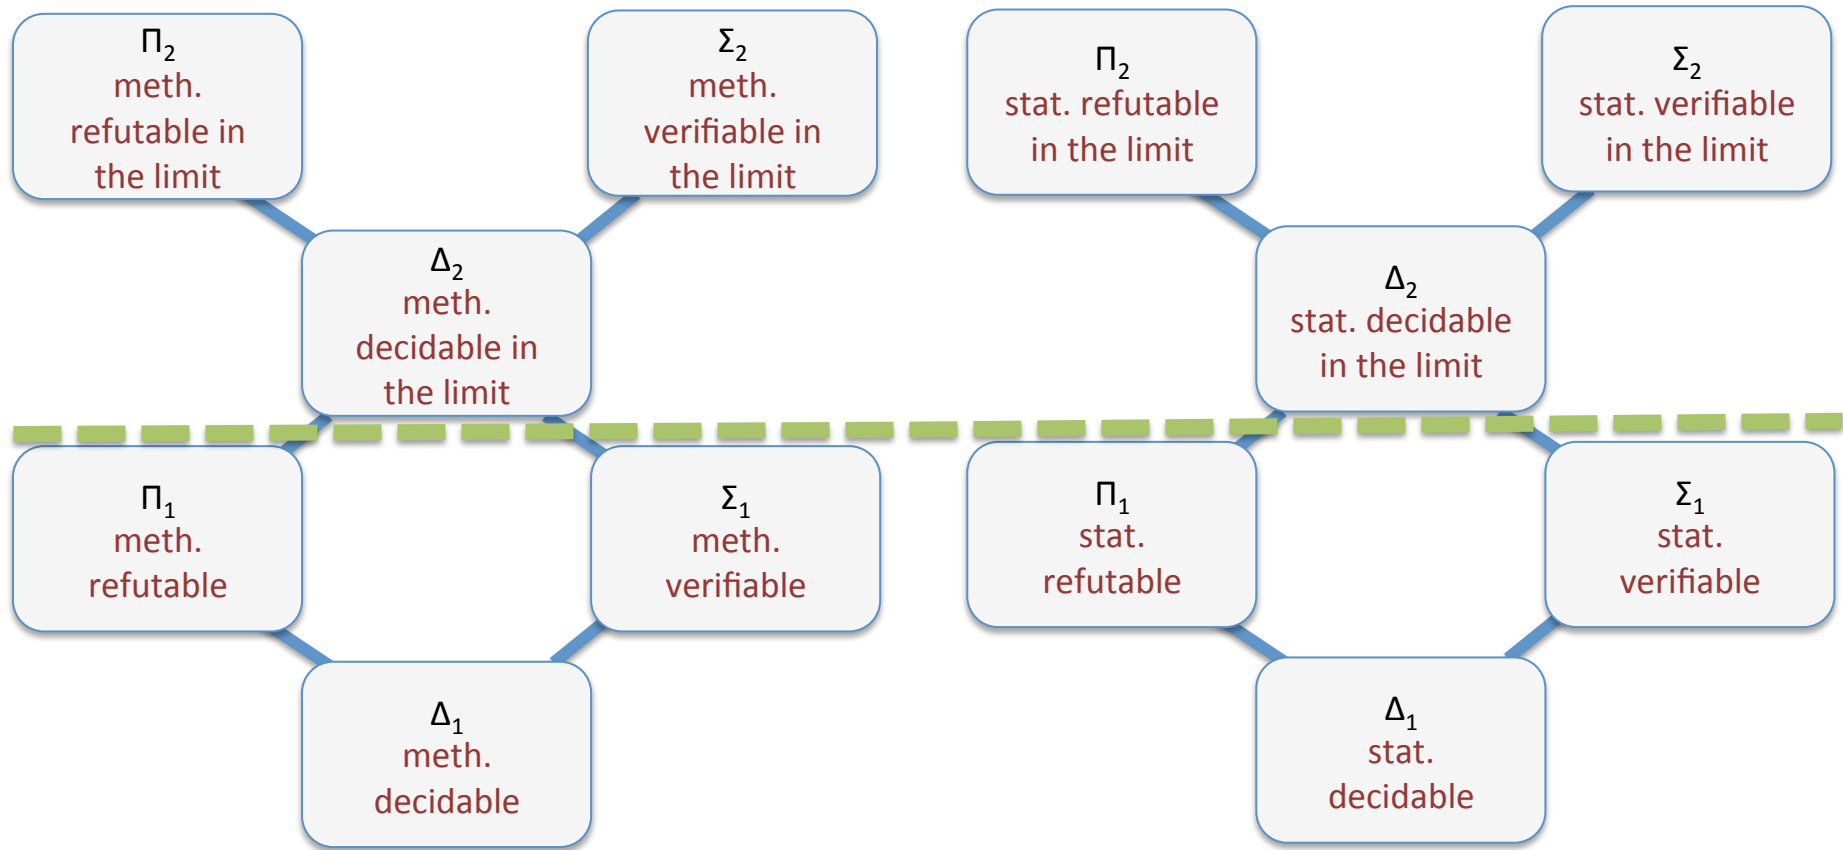 Π₂
meth.
refutable in
the limit
Σ₂
meth.
verifiable in
the limit
Δ₂
meth.
decidable in
the limit
Π₁
meth.
refutable
Σ₁
meth.
verifiable
Δ₁
meth.
decidable
Π₂
stat. refutable
in the limit
Σ₂
stat. verifiable
in the limit
Δ₂
stat. decidable
in the limit
Π₁
stat.
refutable
Σ₁
stat.
verifiable
Δ₁
stat.
decidable